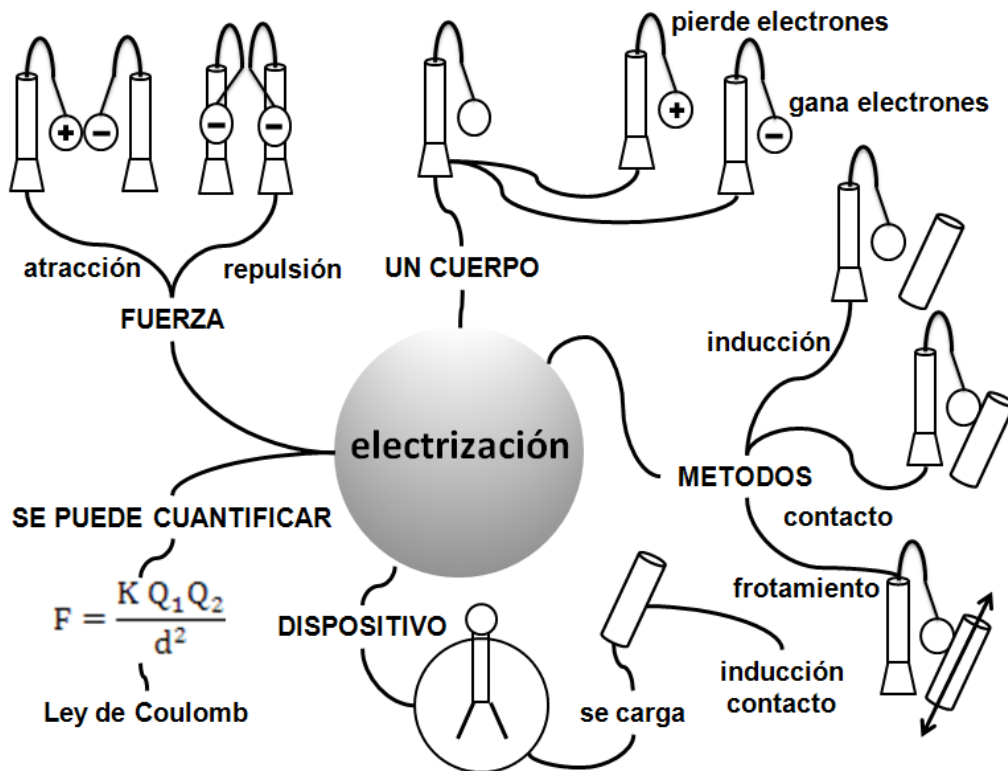 pierde electrones
gana electrones
+
−
−
−
+
−
atracción
repulsión
UN CUERPO
FUERZA
inducción
electrización
METODOS
contacto
SE PUEDE CUANTIFICAR
F = K Q₁Q₂ / d²
Ley de Coulomb
DISPOSITIVO
frotamiento
se carga
inducción
contacto